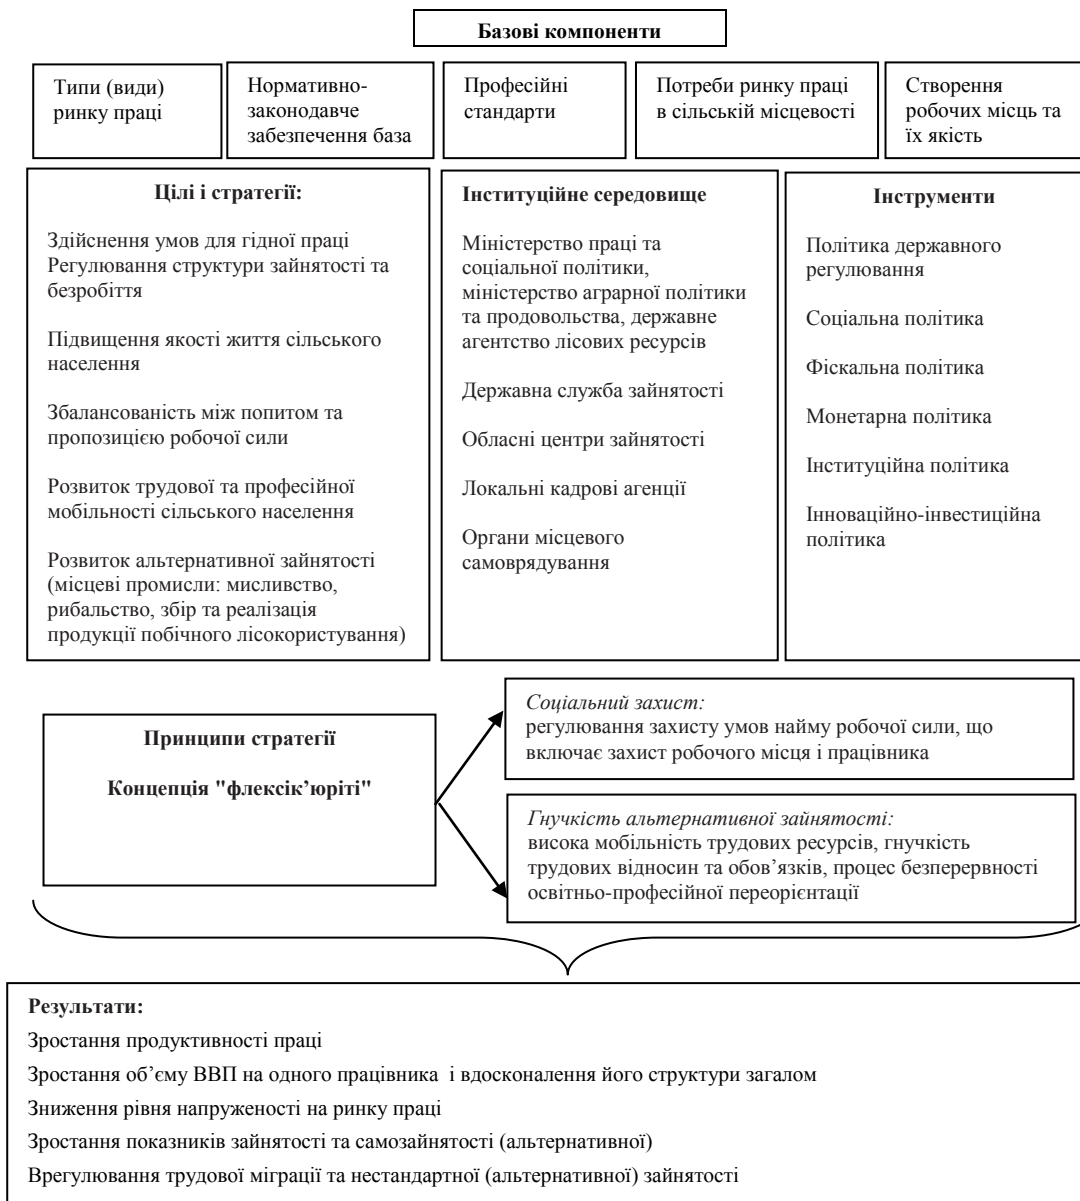 Базові компоненти
Типи (види)
ринку праці
Нормативно-
законодавче
забезпечення база
Професійні
стандарти
Потреби ринку праці
в сільській місцевості
Створення
робочих місць та
їх якість
Цілі і стратегії:
Здійснення умов для гідної праці
Регулювання структури зайнятості та
безробіття
Підвищення якості життя сільського
населення
Збалансованість між попитом та
пропозицією робочої сили
Розвиток трудової та професійної
мобільності сільського населення
Розвиток альтернативної зайнятості
(місцеві промисли: мисливство,
рибальство, збір та реалізація
продукції побічного лісокористування)
Інституційне середовище
Міністерство праці та
соціальної політики,
міністерство аграрної політики
та продовольства, державне
агентство лісових ресурсів
Державна служба зайнятості
Обласні центри зайнятості
Локальні кадрові агенції
Органи місцевого
самоврядування
Інструменти
Політика державного
регулювання
Соціальна політика
Фіскальна політика
Монетарна політика
Інституційна політика
Інноваційно-інвестиційна
політика
Принципи стратегії
Концепція "флексік’юріті"
Соціальний захист:
регулювання захисту умов найму робочої сили, що
включає захист робочого місця і працівника
Гнучкість альтернативної зайнятості:
висока мобільність трудових ресурсів, гнучкість
трудових відносин та обов’язків, процес безперервності
освітньо-професійної переорієнтації
Результати:
Зростання продуктивності праці
Зростання об’єму ВВП на одного працівника і вдосконалення його структури загалом
Зниження рівня напруженості на ринку праці
Зростання показників зайнятості та самозайнятості (альтернативної)
Врегулювання трудової міграції та нестандартної (альтернативної) зайнятості